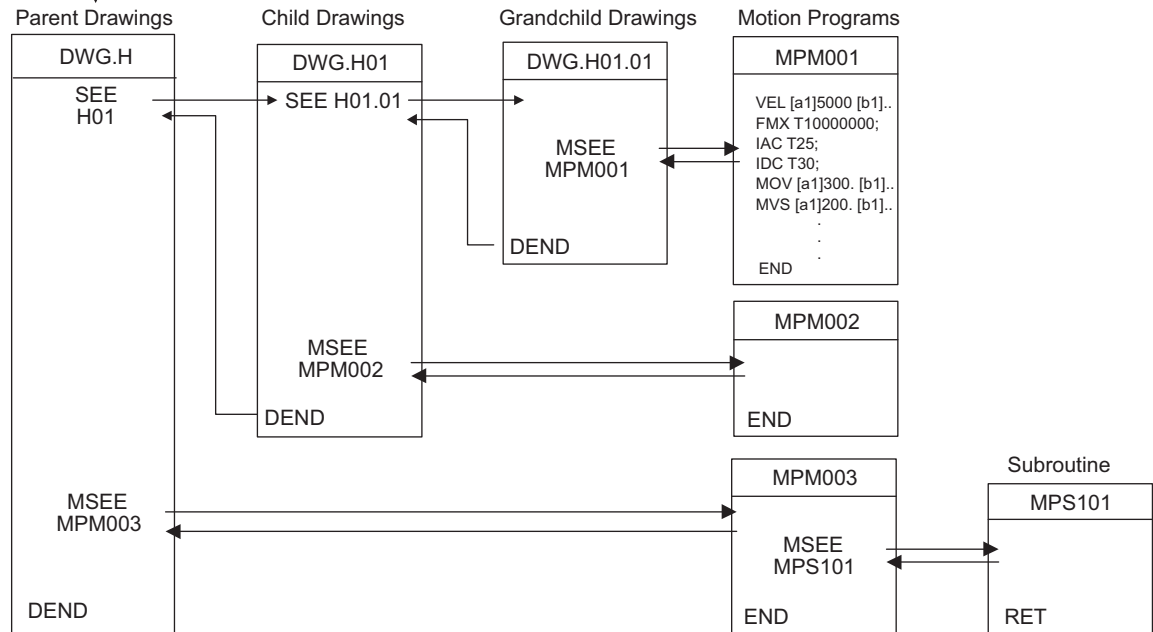 Parent Drawings
Child Drawings
Grandchild Drawings
Motion Programs
DWG.H
SEE
H01
MSEE
MPM003
DEND
DWG.H01
SEE H01.01
MSEE
MPM002
DEND
DWG.H01.01
MSEE
MPM001
DEND
MPM001
VEL [a1]5000 [b1]..
FMX T10000000;
IAC T25;
IDC T30;
MOV [a1]300. [b1]..
MVS [a1]200. [b1]..
.
.
.
END
MPM002
END
MPM003
MSEE
MPS101
END
Subroutine
MPS101
RET